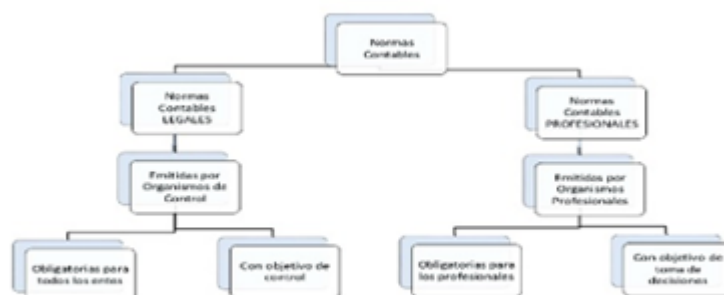 Normas
Contables
Normas
Contables
LEGALES
Normas
Contables
PROFESIONALES
Emitidas por
Organismos de
Control
Emitidas por
Organismos
Profesionales
Obligatorias para
todos los entes
Con objetivo de
control
Obligatorias para
los profesionales
Con objetivo de
toma de
decisiones